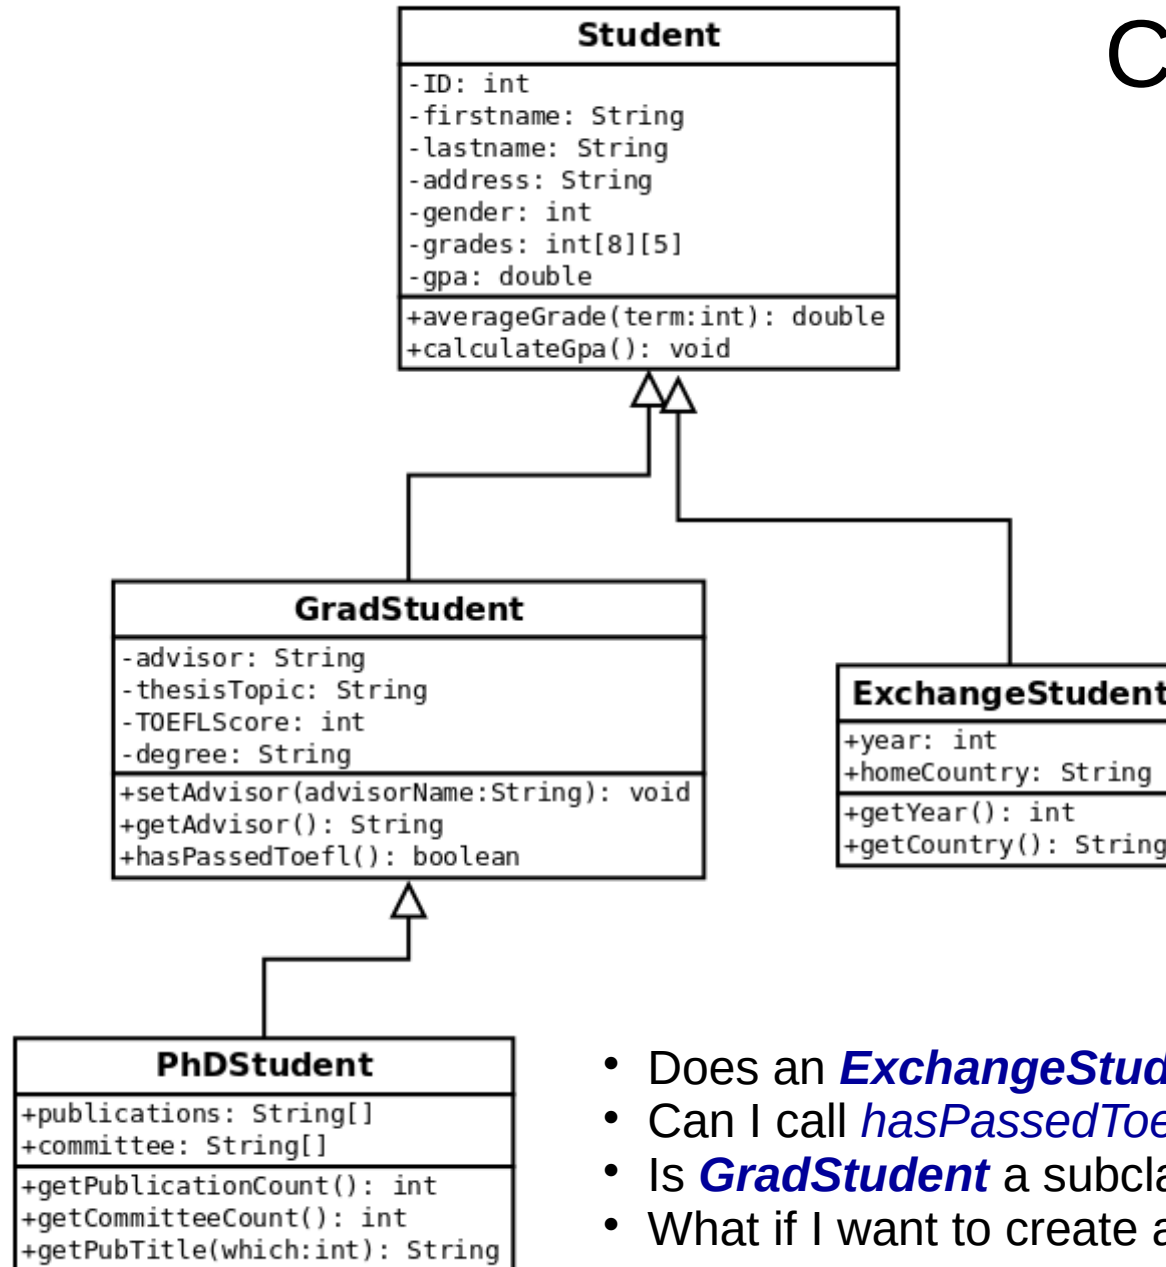 C
Student
-ID: int
-firstname: String
-lastname: String
-address: String
-gender: int
-grades: int[8][5]
-gpa: double
+averageGrade(term:int): double
+calculateGpa(): void
GradStudent
-advisor: String
-thesisTopic: String
-TOEFLScore: int
-degree: String
+setAdvisor(advisorName:String): void
+getAdvisor(): String
+hasPassedToefl(): boolean
ExchangeStudent
+year: int
+homeCountry: String
+getYear(): int
+getCountry(): String
PhDStudent
+publications: String[]
+committee: String[]
+getPublicationCount(): int
+getCommitteeCount(): int
+getPubTitle(which:int): String
• Does an ExchangeStud
• Can I call hasPassedToe
• Is GradStudent a subcla
• What if I want to create a